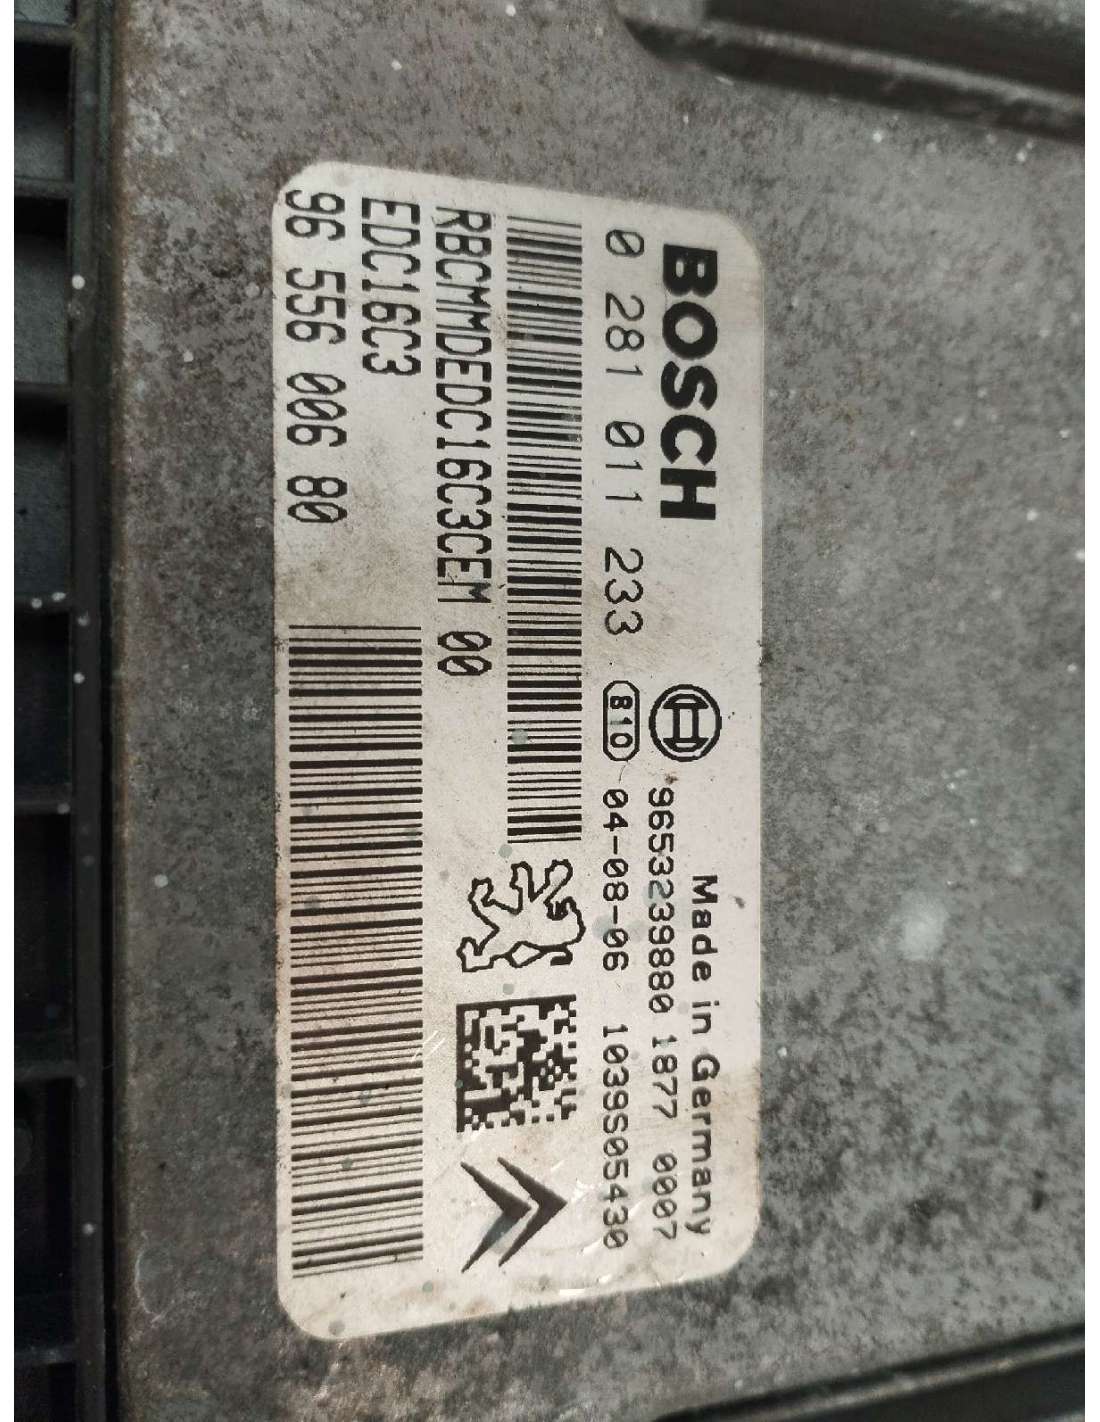 BOSCH
Made in Germany
9653239880 1877 0007
0 281 011 233 810 04-08-06 1039S05430
RBCMMDEDC16C3CEM 00
EDC16C3
96 556 006 80